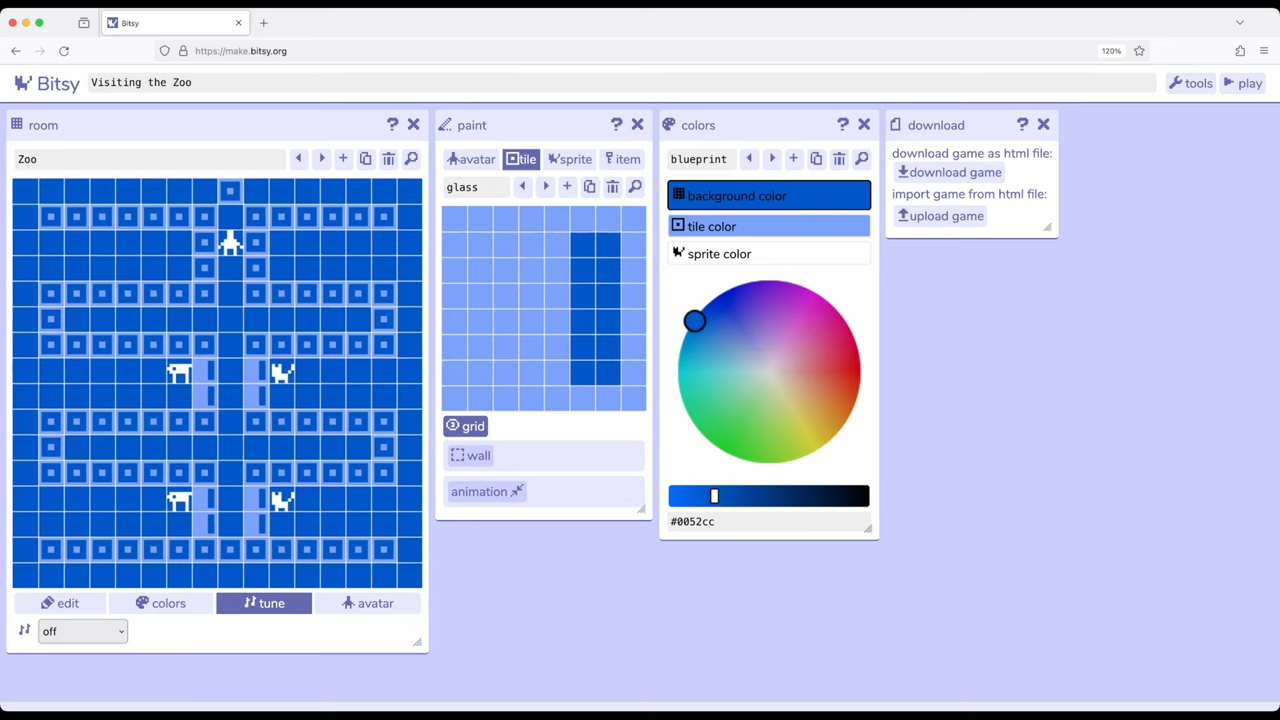 Bitsy
https://make.bitsy.org
120%
Bitsy
Visiting the Zoo
tools
play
room
?
Zoo
edit
colors
tune
avatar
off
paint
?
avatar
tile
sprite
item
glass
grid
wall
animation
colors
?
blueprint
background color
tile color
sprite color
#0052cc
download
?
download game as html file:
download game
import game from html file:
upload game